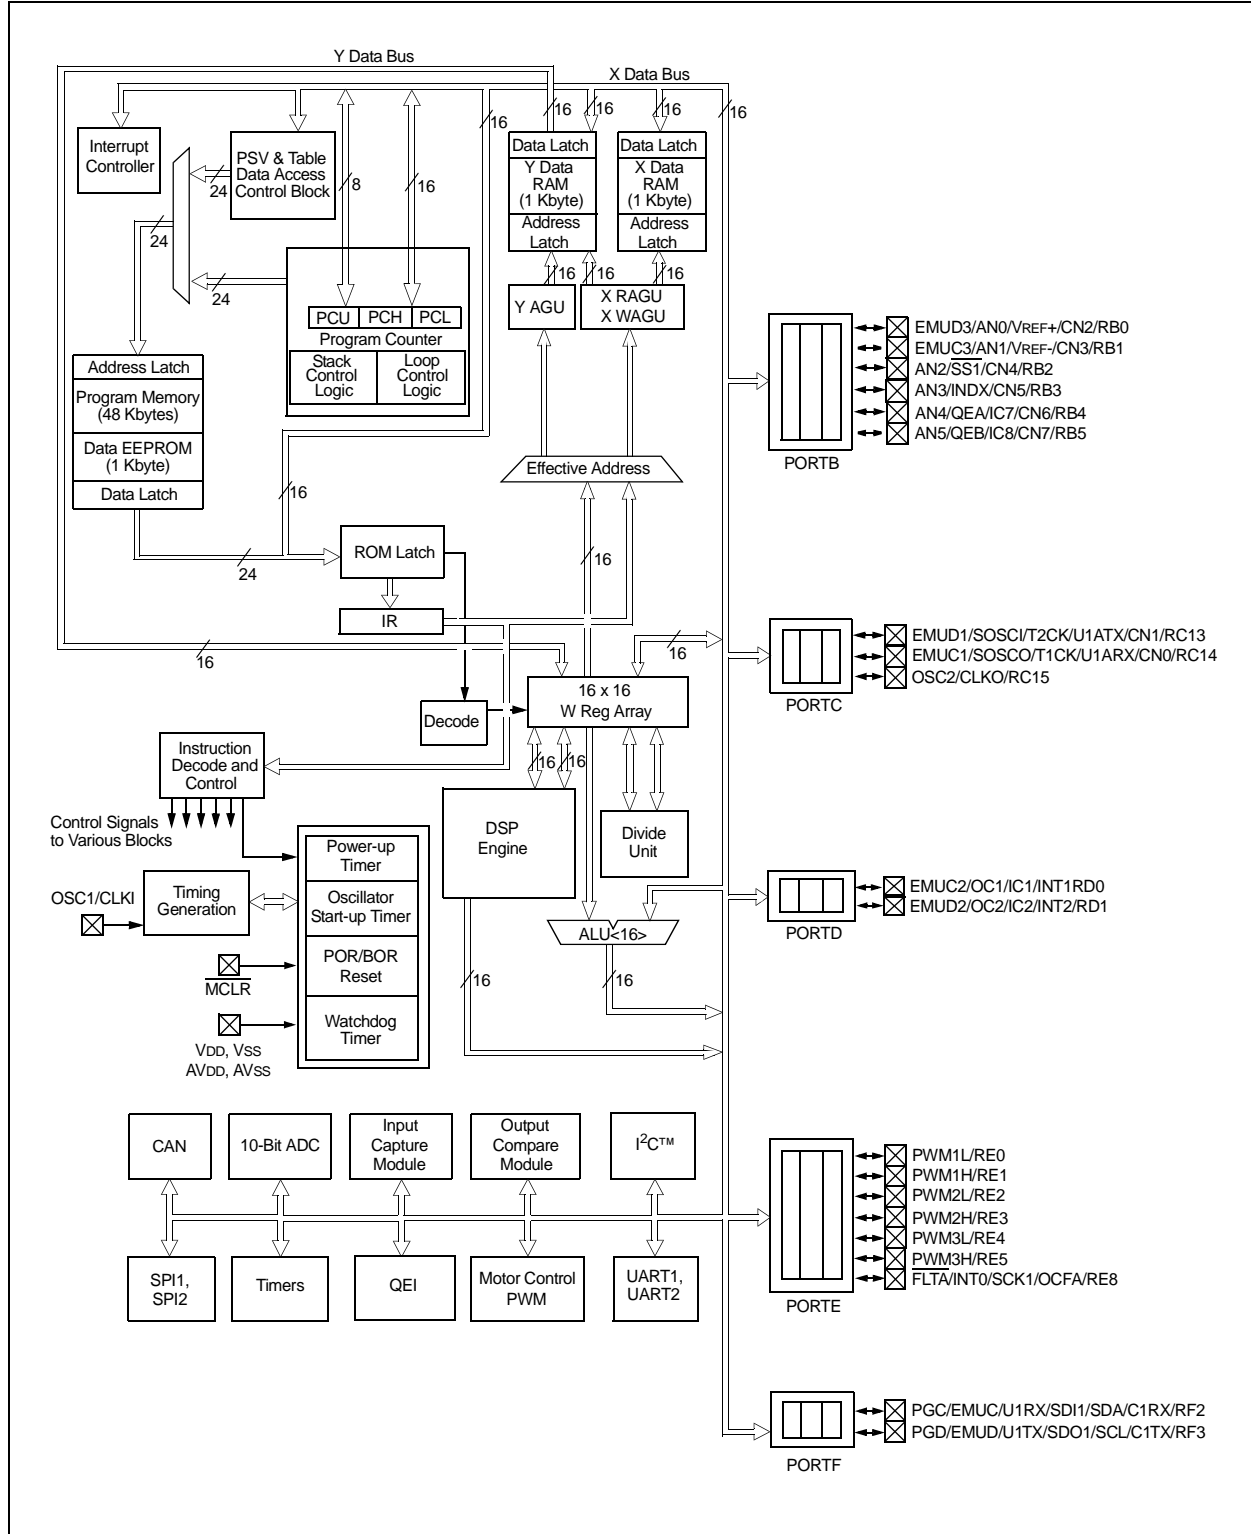 Y Data Bus
X Data Bus
16
16
16
16
16
Interrupt
Controller
PSV & Table
Data Access
Control Block
24
8
16
24
24
Data Latch
Y Data
RAM
(1 Kbyte)
Address
Latch
Data Latch
X Data
RAM
(1 Kbyte)
Address
Latch
16
16
16
Y AGU
X RAGU
X WAGU
PCU
PCH
PCL
Program Counter
Stack
Control
Logic
Loop
Control
Logic
Address Latch
Program Memory
(48 Kbytes)
Data EEPROM
(1 Kbyte)
Data Latch
16
24
Effective Address
16
ROM Latch
IR
16
16
16 x 16
W Reg Array
Decode
Instruction
Decode and
Control
Control Signals
to Various Blocks
16
16
DSP
Engine
Divide
Unit
Power-up
Timer
Oscillator
Start-up Timer
POR/BOR
Reset
Watchdog
Timer
OSC1/CLKI
Timing
Generation
MCLR
VDD, VSS
AVDD, AVSS
ALU<16>
16
16
CAN
10-Bit ADC
Input
Capture
Module
Output
Compare
Module
I²C™
SPI1,
SPI2
Timers
QEI
Motor Control
PWM
UART1,
UART2
EMUD3/AN0/VREF+/CN2/RB0
EMUC3/AN1/VREF-/CN3/RB1
AN2/SS1/CN4/RB2
AN3/INDX/CN5/RB3
AN4/QEA/IC7/CN6/RB4
AN5/QEB/IC8/CN7/RB5
PORTB
EMUD1/SOSCI/T2CK/U1ATX/CN1/RC13
EMUC1/SOSCO/T1CK/U1ARX/CN0/RC14
OSC2/CLKO/RC15
PORTC
EMUC2/OC1/IC1/INT1RD0
EMUD2/OC2/IC2/INT2/RD1
PORTD
PWM1L/RE0
PWM1H/RE1
PWM2L/RE2
PWM2H/RE3
PWM3L/RE4
PWM3H/RE5
FLTA/INT0/SCK1/OCFA/RE8
PORTE
PGC/EMUC/U1RX/SDI1/SDA/C1RX/RF2
PGD/EMUD/U1TX/SDO1/SCL/C1TX/RF3
PORTF